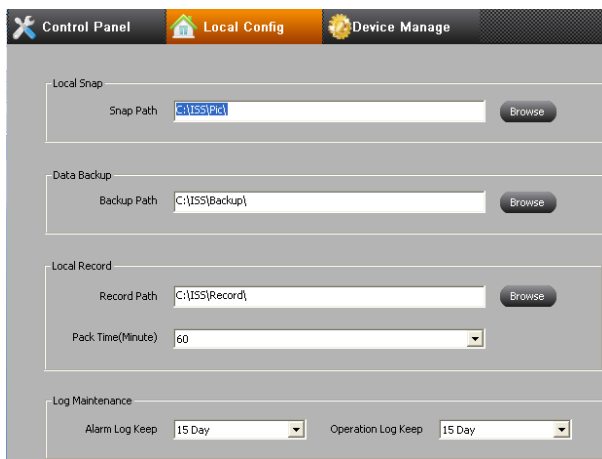 Control Panel Local Config Device Manage
Local Snap
Snap Path C:\ISS\Pic\ Browse
Data Backup
Backup Path C:\ISS\Backup\ Browse
Local Record
Record Path C:\ISS\Record\ Browse
Pack Time(Minute) 60
Log Maintenance
Alarm Log Keep 15 Day Operation Log Keep 15 Day